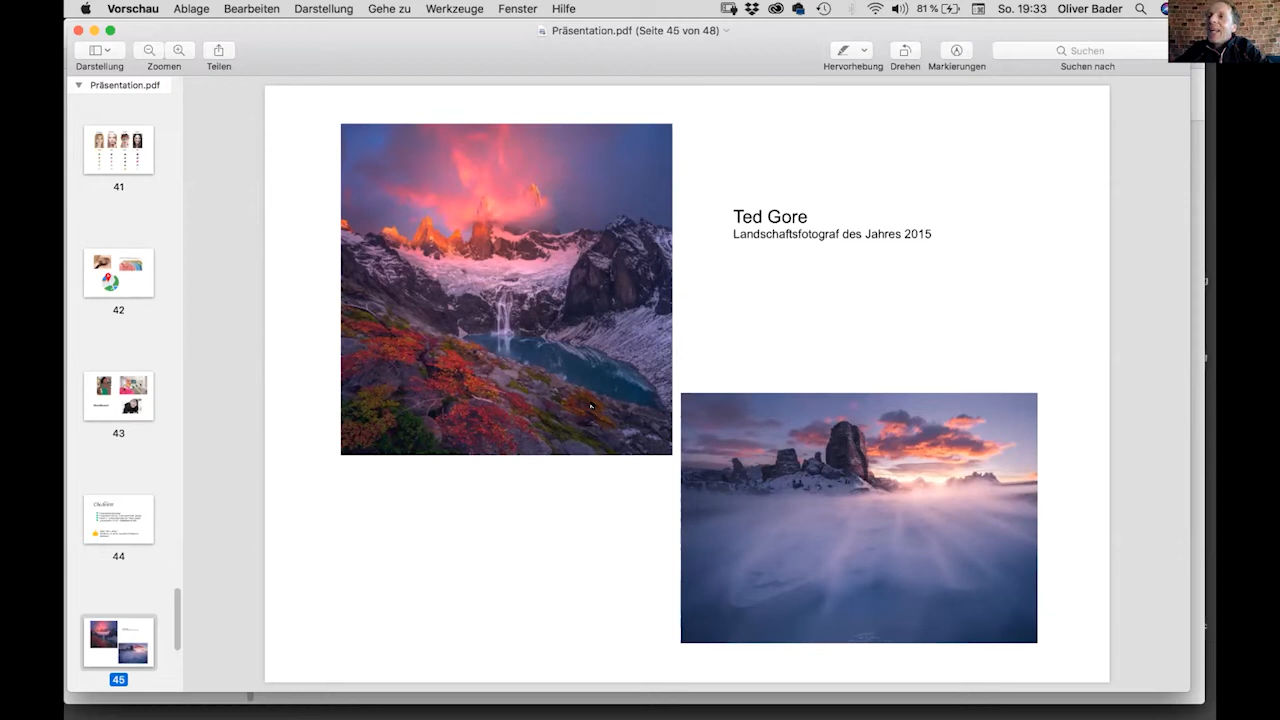 Vorschau Ablage Bearbeiten Darstellung Gehe zu Werkzeuge Fenster Hilfe 81 % So. 19:33 Oliver Bader
Präsentation.pdf (Seite 45 von 48)
Suchen
Darstellung Zoomen Teilen Hervorhebung Drehen Markierungen Suchen nach
Präsentation.pdf
41
42
43
44
45
Ted Gore
Landschaftsfotograf des Jahres 2015